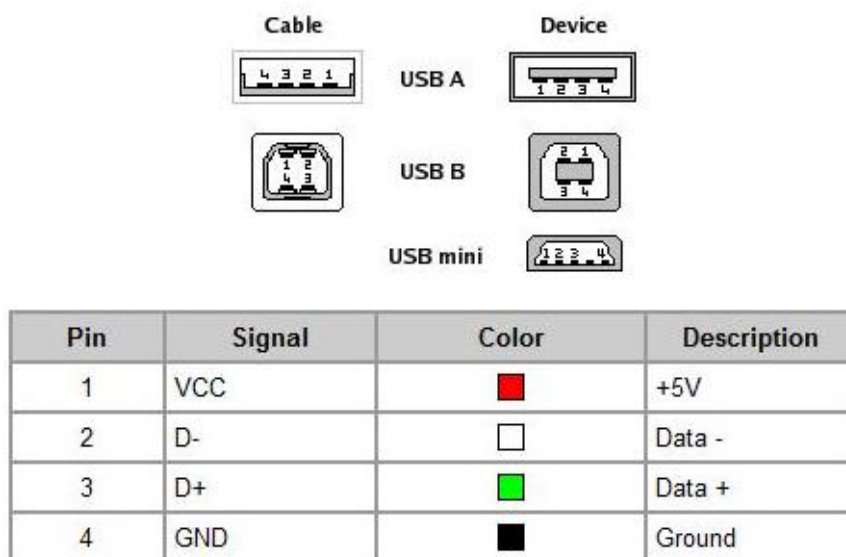 Cable Device
4 3 2 1 USB A 1 2 3 4
1 2 USB B 2 1
4 3 3 4
USB mini 1 2 3 4
Pin Signal Color Description
1 VCC +5V
2 D- Data -
3 D+ Data +
4 GND Ground